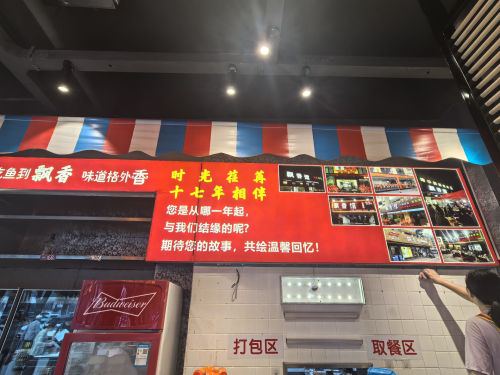 鱼到飘香 味道格外香
时光荏苒
十七年相伴
您是从哪一年起，
与我们结缘的呢？
期待您的故事，共绘温馨回忆！
Budweiser
打包区
取餐区